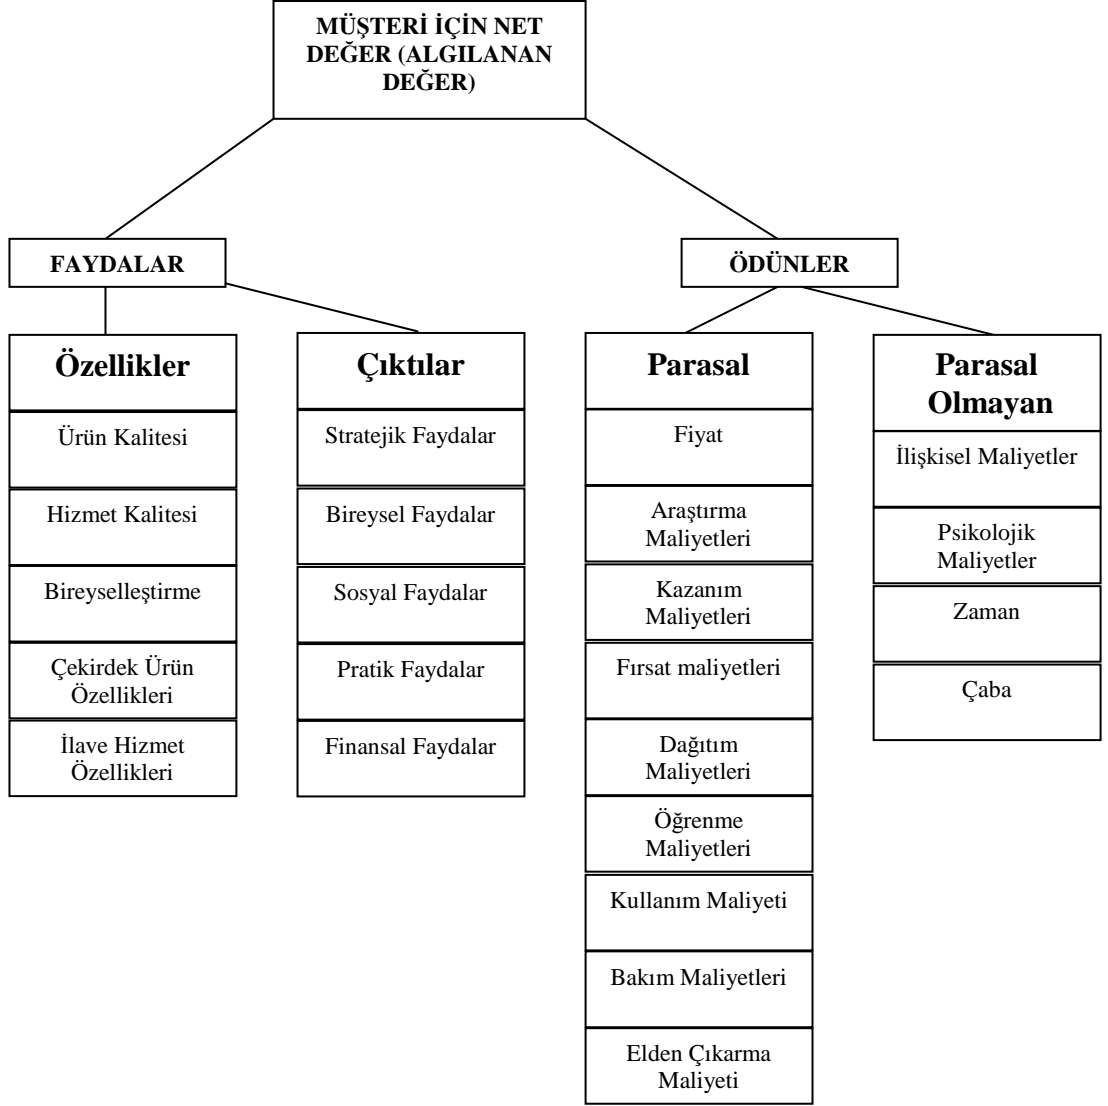 MÜŞTERİ İÇİN NET
DEĞER (ALGILANAN
DEĞER)
FAYDALAR
ÖDÜNLER
Özellikler
Ürün Kalitesi
Hizmet Kalitesi
Bireyselleştirme
Çekirdek Ürün
Özellikleri
İlave Hizmet
Özellikleri
Çıktılar
Stratejik Faydalar
Bireysel Faydalar
Sosyal Faydalar
Pratik Faydalar
Finansal Faydalar
Parasal
Fiyat
Araştırma
Maliyetleri
Kazanım
Maliyetleri
Fırsat maliyetleri
Dağıtım
Maliyetleri
Öğrenme
Maliyetleri
Kullanım Maliyeti
Bakım Maliyetleri
Elden Çıkarma
Maliyeti
Parasal
Olmayan
İlişkisel Maliyetler
Psikolojik
Maliyetler
Zaman
Çaba